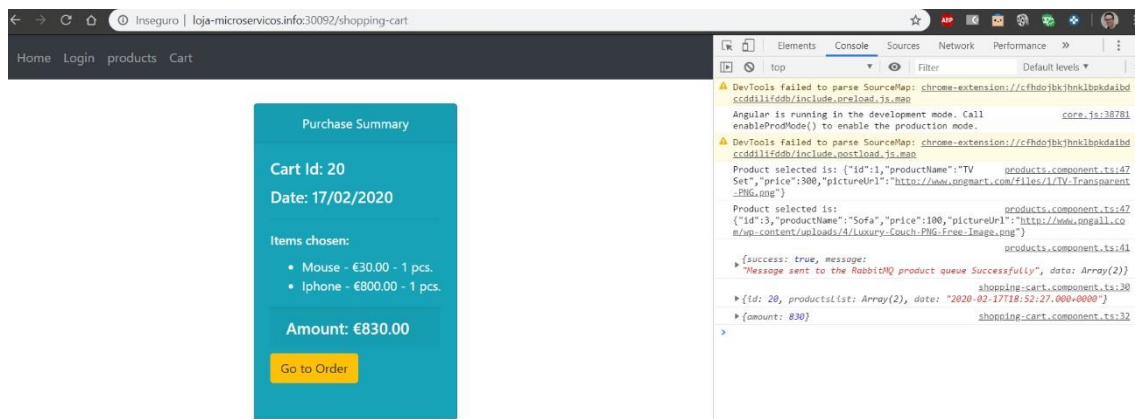 Inseguro | loja-microservicos.info:30092/shopping-cart
ABP
Home Login products Cart
Purchase Summary
Cart Id: 20
Date: 17/02/2020
Items chosen:
• Mouse - €30.00 - 1 pcs.
• Iphone - €800.00 - 1 pcs.
Amount: €830.00
Go to Order
Elements Console Sources Network Performance »
top Filter Default levels ▼
DevTools failed to parse SourceMap: chrome-extension://cfhdojbkjhnklbpkdaibd
ccddilifddb/include.preload.js.map
Angular is running in the development mode. Call core.js:38781
enableProdMode() to enable the production mode.
DevTools failed to parse SourceMap: chrome-extension://cfhdojbkjhnklbpkdaibd
ccddilifddb/include.postload.js.map
Product selected is: {"id":1,"productName":"TV products.component.ts:47
Set","price":300,"pictureUrl":"http://www.pngmart.com/files/1/TV-Transparent
-PNG.png"}
Product selected is: products.component.ts:47
{"id":3,"productName":"Sofa","price":100,"pictureUrl":"http://www.pngall.co
m/wp-content/uploads/4/Luxury-Couch-PNG-Free-Image.png"}
products.component.ts:41
{success: true, message:
"Message sent to the RabbitMQ product queue Successfully", data: Array(2)}
shopping-cart.component.ts:30
{id: 20, productsList: Array(2), date: "2020-02-17T18:52:27.000+0000"}
{amount: 830} shopping-cart.component.ts:32